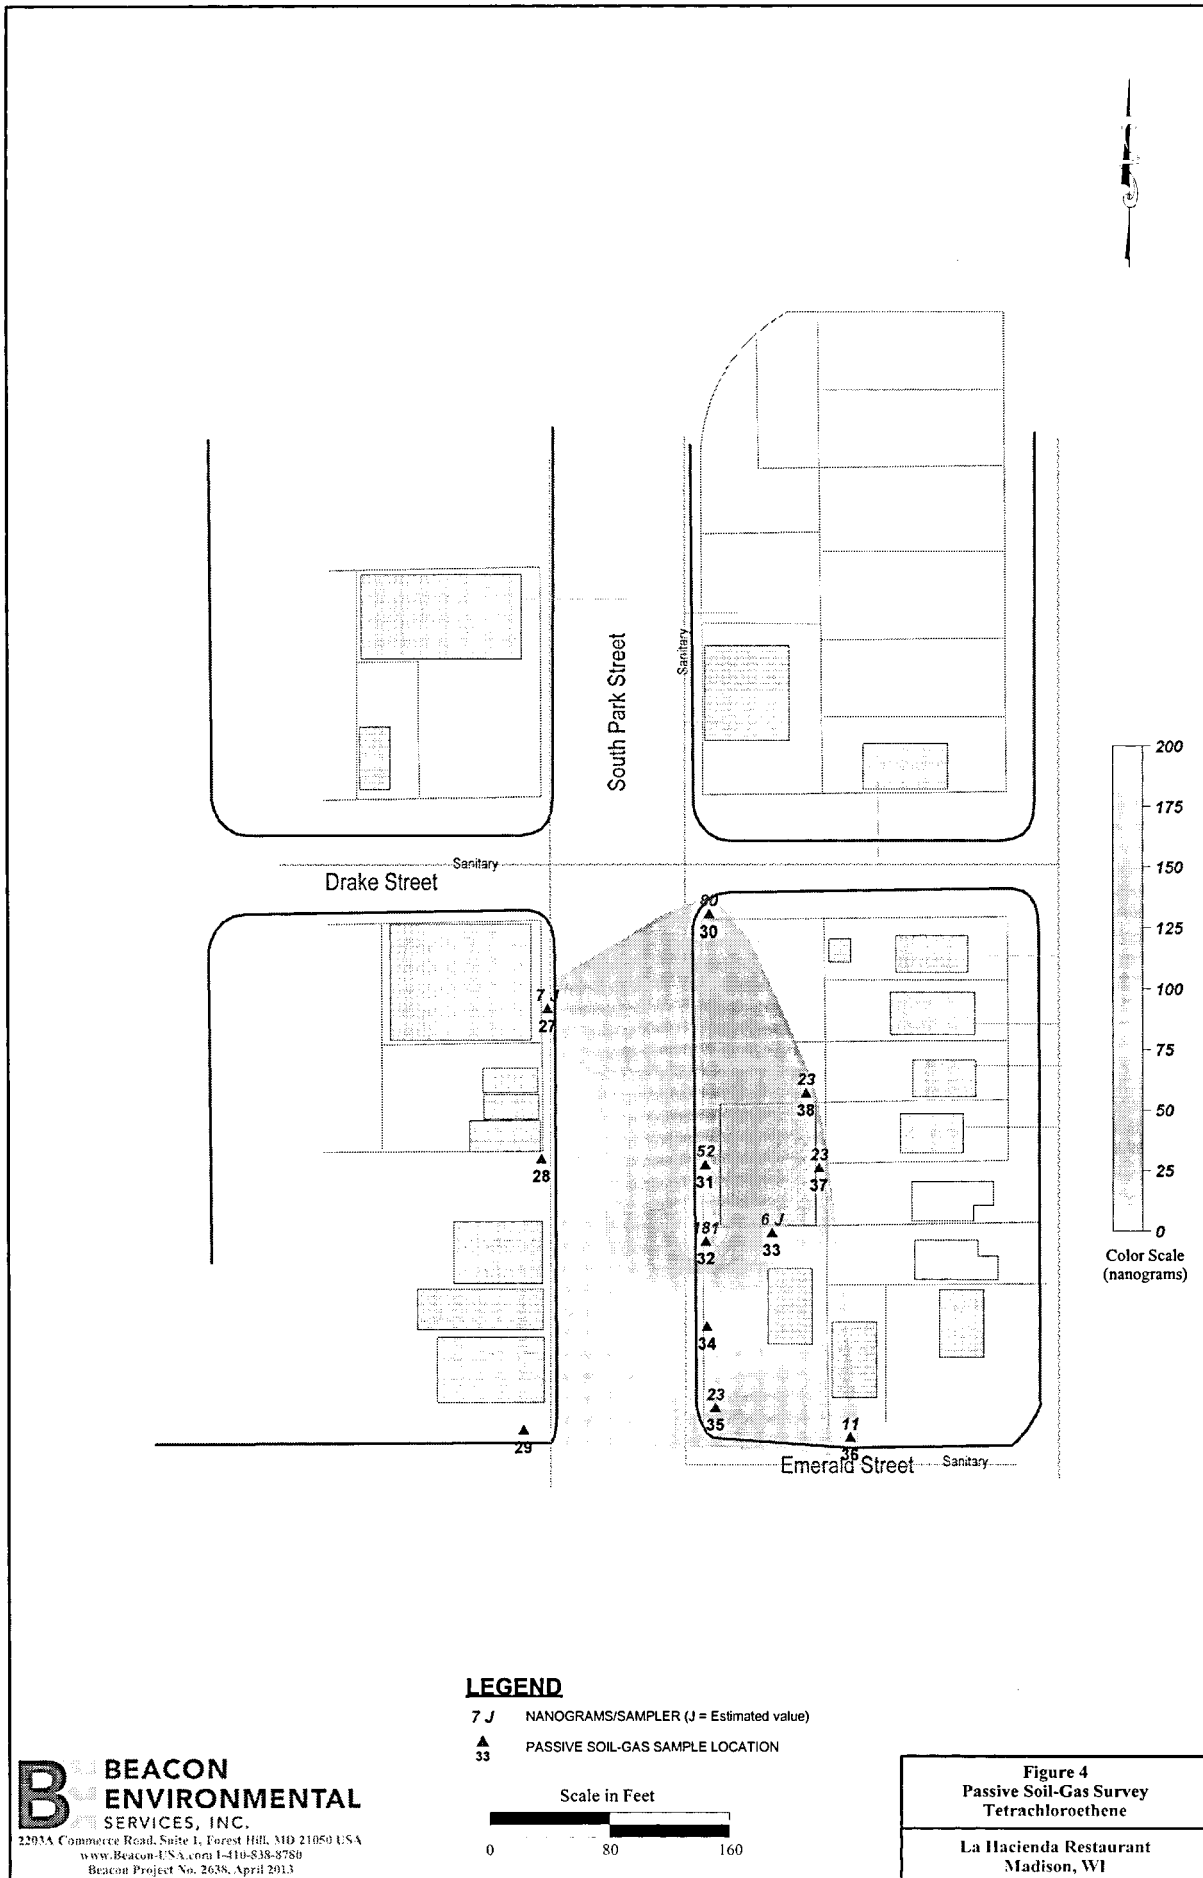 South Park Street
Sanitary
Sanitary
Drake Street
200
175
150
125
100
75
50
25
0
Color Scale
(nanograms)
30
7 J
27
23
38
28
52
31
23
37
6 J
33
181
32
34
23
35
29
11
36
Emerald Street
Sanitary
LEGEND
7 J NANOGRAMS/SAMPLER (J = Estimated value)
33 PASSIVE SOIL-GAS SAMPLE LOCATION
Scale in Feet
0 80 160
BEACON
ENVIRONMENTAL
SERVICES, INC.
2203A Commerce Road, Suite 1, Forest Hill, MD 21050 USA
www.Beacon-USA.com 1-410-838-8780
Beacon Project No. 2638, April 2013
Figure 4
Passive Soil-Gas Survey
Tetrachloroethene
La Hacienda Restaurant
Madison, WI